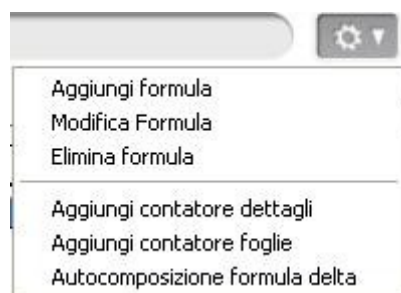 Aggiungi formula
Modifica Formula
Elimina formula
Aggiungi contatore dettagli
Aggiungi contatore foglie
Autocomposizione formula delta